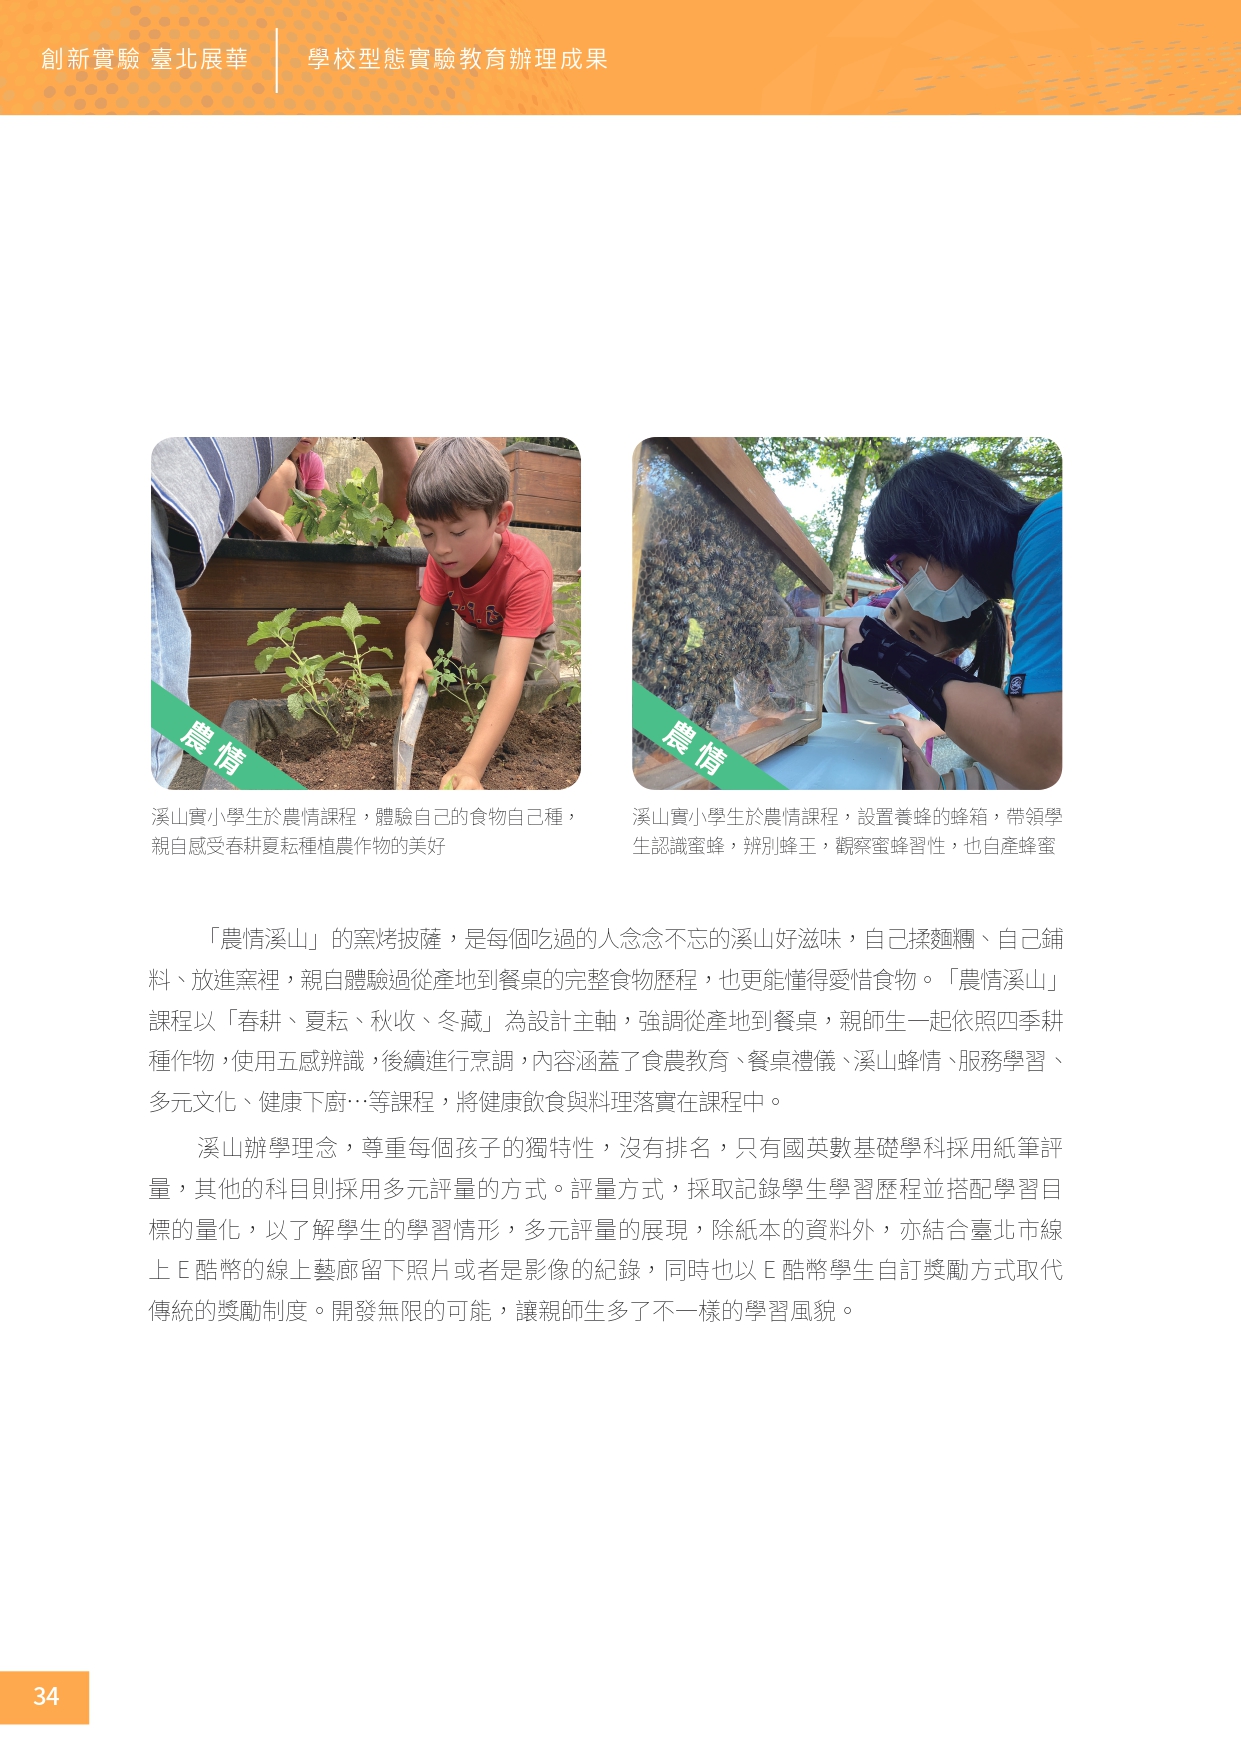 創新實驗 臺北展華
學校型態實驗教育辦理成果
農情
農情
溪山實小學生於農情課程，體驗自己的食物自己種，
親自感受春耕夏耘種植農作物的美好
溪山實小學生於農情課程，設置養蜂的蜂箱，帶領學
生認識蜜蜂，辨別蜂王，觀察蜜蜂習性，也自產蜂蜜
「農情溪山」的窯烤披薩，是每個吃過的人念念不忘的溪山好滋味，自己揉麵糰、自己鋪
料、放進窯裡，親自體驗過從產地到餐桌的完整食物歷程，也更能懂得愛惜食物。「農情溪山」
課程以「春耕、夏耘、秋收、冬藏」為設計主軸，強調從產地到餐桌，親師生一起依照四季耕
種作物，使用五感辨識，後續進行烹調，內容涵蓋了食農教育、餐桌禮儀、溪山蜂情、服務學習、
多元文化、健康下廚…等課程，將健康飲食與料理落實在課程中。
溪山辦學理念，尊重每個孩子的獨特性，沒有排名，只有國英數基礎學科採用紙筆評
量，其他的科目則採用多元評量的方式。評量方式，採取記錄學生學習歷程並搭配學習目
標的量化，以了解學生的學習情形，多元評量的展現，除紙本的資料外，亦結合臺北市線
上 E 酷幣的線上藝廊留下照片或者是影像的紀錄，同時也以 E 酷幣學生自訂獎勵方式取代
傳統的獎勵制度。開發無限的可能，讓親師生多了不一樣的學習風貌。
34